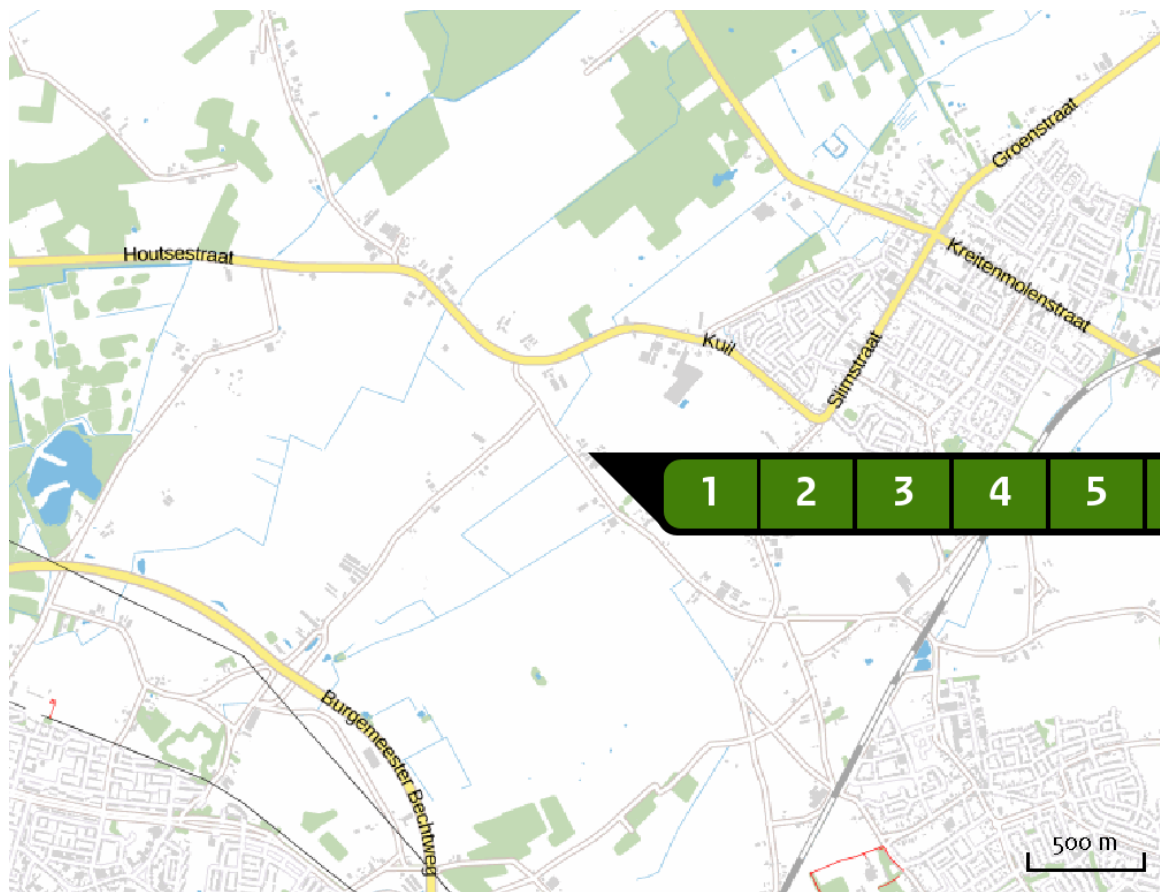 Groenstraat
Houtsestraat
Kreitenmolenstraat
Kuil
Slimstraat
1 2 3 4 5
Burgemeester Bechtweg
500 m